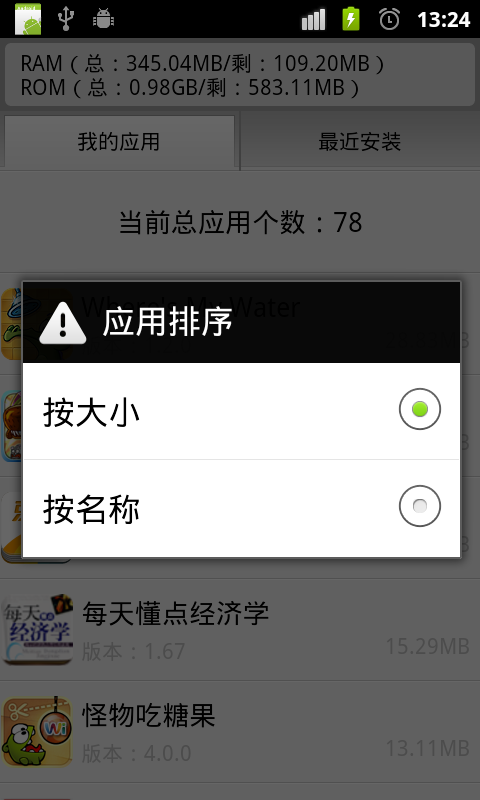 13:24
RAM（总：345.04MB/剩：109.20MB）
ROM（总：0.98GB/剩：583.11MB）
我的应用
最近安装
当前总应用个数：78
Where's My Water
应用排序
按大小
按名称
每天懂点经济学
版本：1.67
15.29MB
怪物吃糖果
版本：4.0.0
13.11MB